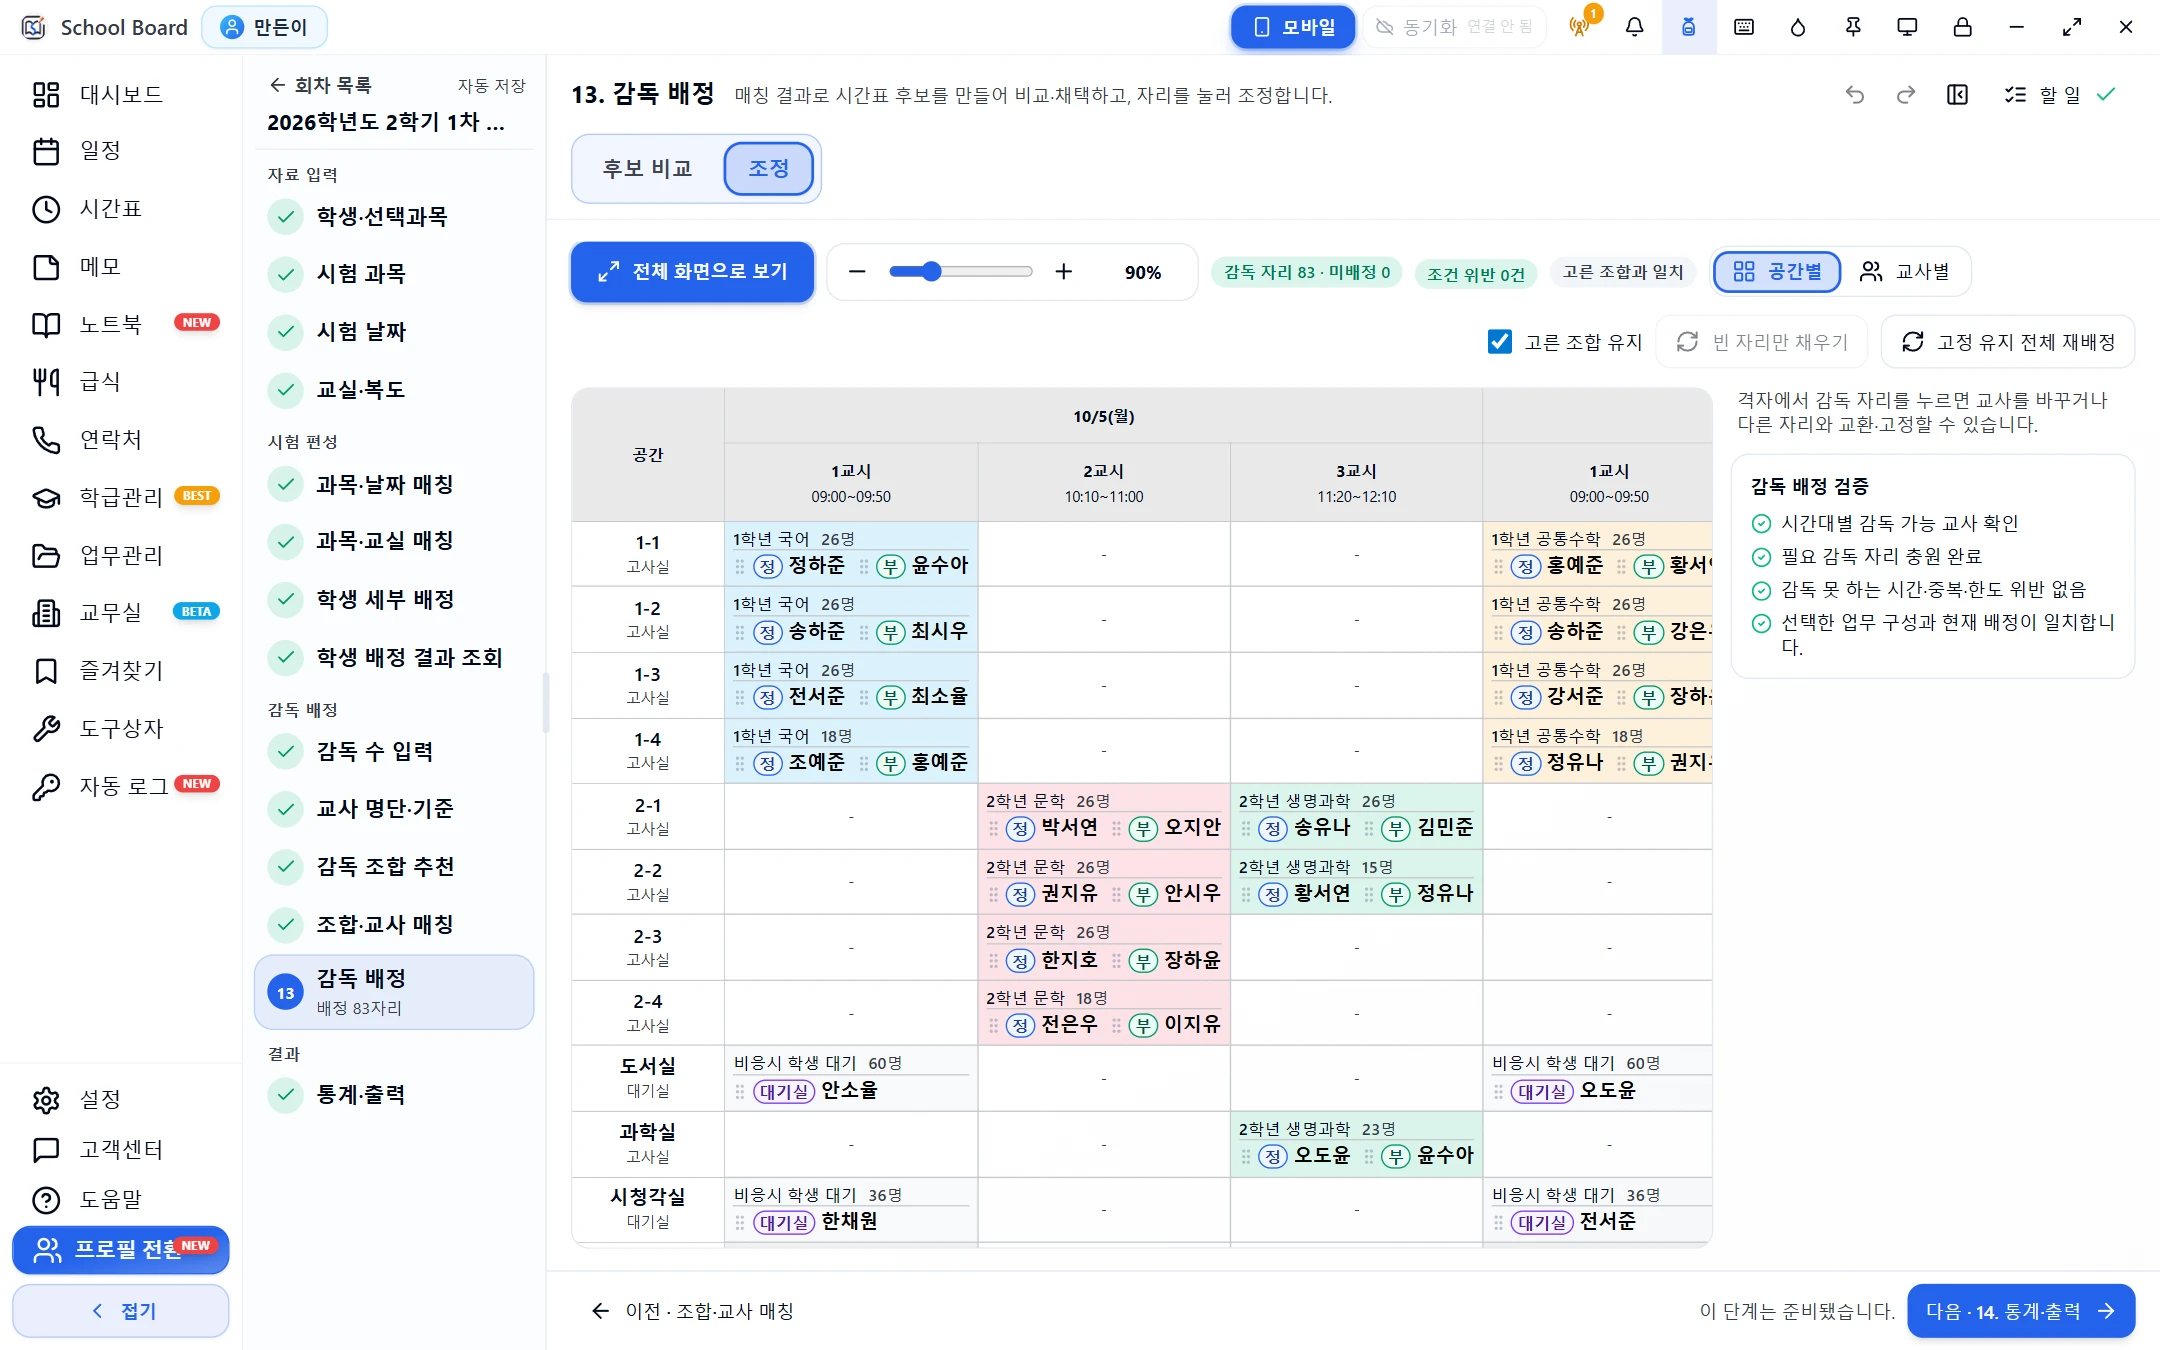 School Board
만든이
모바일
동기화 연결 안 됨
1
대시보드
일정
시간표
메모
노트북 NEW
급식
연락처
학급관리 BEST
업무관리
교무실 BETA
즐겨찾기
도구상자
자동 로그 NEW
설정
고객센터
도움말
프로필 전환 NEW
접기
회차 목록
자동 저장
2026학년도 2학기 1차 ...
자료 입력
학생·선택과목
시험 과목
시험 날짜
교실·복도
시험 편성
과목·날짜 매칭
과목·교실 매칭
학생 세부 배정
학생 배정 결과 조회
감독 배정
감독 수 입력
교사 명단·기준
감독 조합 추천
조합·교사 매칭
13 감독 배정
배정 83자리
결과
통계·출력
13. 감독 배정 매칭 결과로 시간표 후보를 만들어 비교·채택하고, 자리를 눌러 조정합니다.
할 일
후보 비교
조정
전체 화면으로 보기
90%
감독 자리 83 · 미배정 0
조건 위반 0건
고른 조합과 일치
공간별
교사별
고른 조합 유지
빈 자리만 채우기
고정 유지 전체 재배정
공간
10/5(월)
1교시 2교시 3교시 1교시
09:00~09:50 10:10~11:00 11:20~12:10 09:00~09:50
1-1 고사실
1학년 국어 26명
정 정하준 부 윤수아
-
-
1학년 공통수학 26명
정 홍예준 부 황서
1-2 고사실
1학년 국어 26명
정 송하준 부 최시우
-
-
1학년 공통수학 26명
정 송하준 부 강은
1-3 고사실
1학년 국어 26명
정 전서준 부 최소율
-
-
1학년 공통수학 26명
정 강서준 부 장하
1-4 고사실
1학년 국어 18명
정 조예준 부 홍예준
-
-
1학년 공통수학 18명
정 정유나 부 권지
2-1 고사실
-
2학년 문학 26명
정 박서연 부 오지안
2학년 생명과학 26명
정 송유나 부 김민준
-
2-2 고사실
-
2학년 문학 26명
정 권지유 부 안시우
2학년 생명과학 15명
정 황서연 부 정유나
-
2-3 고사실
-
2학년 문학 26명
정 한지호 부 장하윤
-
-
2-4 고사실
-
2학년 문학 18명
정 전은우 부 이지유
-
-
도서실 대기실
비응시 학생 대기 60명
대기실 안소율
-
-
비응시 학생 대기 60명
대기실 오도윤
과학실 고사실
-
-
2학년 생명과학 23명
정 오도윤 부 윤수아
-
시청각실 대기실
비응시 학생 대기 36명
대기실 한채원
-
-
비응시 학생 대기 36명
대기실 전서준
격자에서 감독 자리를 누르면 교사를 바꾸거나
다른 자리와 교환·고정할 수 있습니다.
감독 배정 검증
시간대별 감독 가능 교사 확인
필요 감독 자리 충원 완료
감독 못 하는 시간·중복·한도 위반 없음
선택한 업무 구성과 현재 배정이 일치합니
다.
이전 · 조합·교사 매칭
이 단계는 준비됐습니다.
다음 · 14. 통계·출력